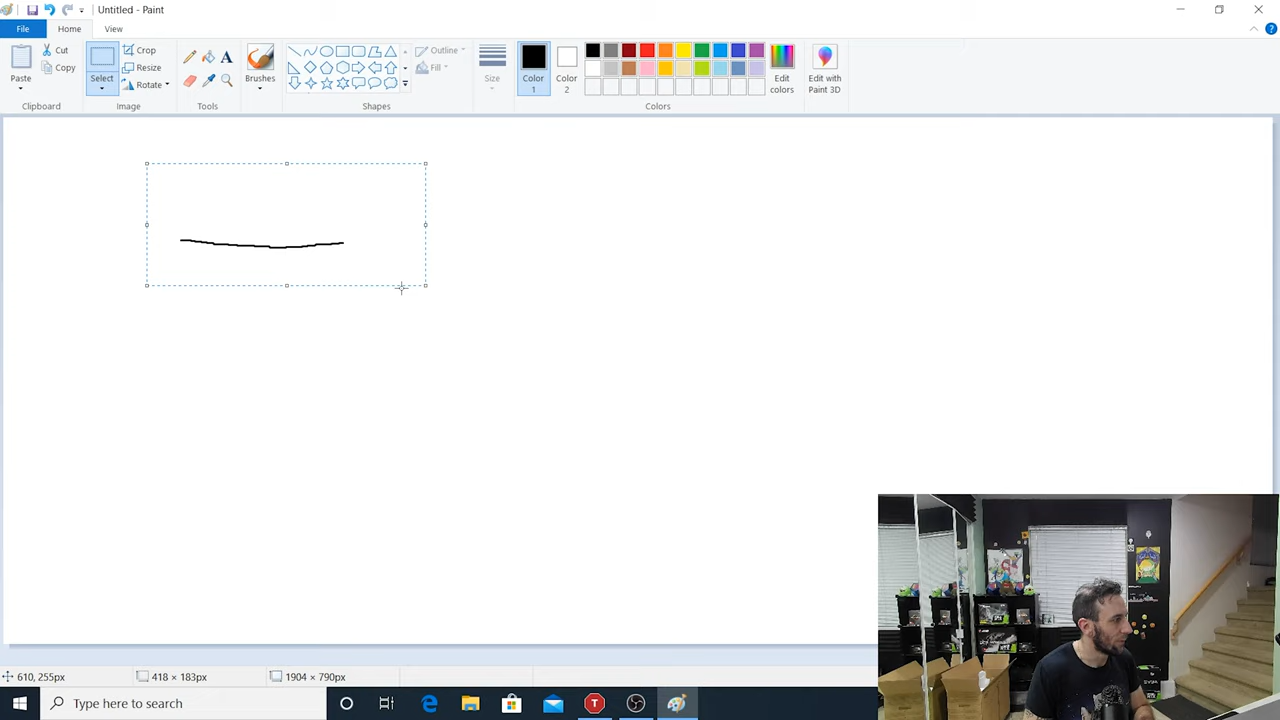 Untitled - Paint
File
Home
View
Paste
Cut
Copy
Clipboard
Select
Crop
Resize
Rotate
Image
A
Tools
Brushes
Outline
Fill
Shapes
Size
Color 1
Color 2
Edit colors
Colors
Edit with Paint 3D
610, 255px
418 × 183px
1904 × 790px
Type here to search
T